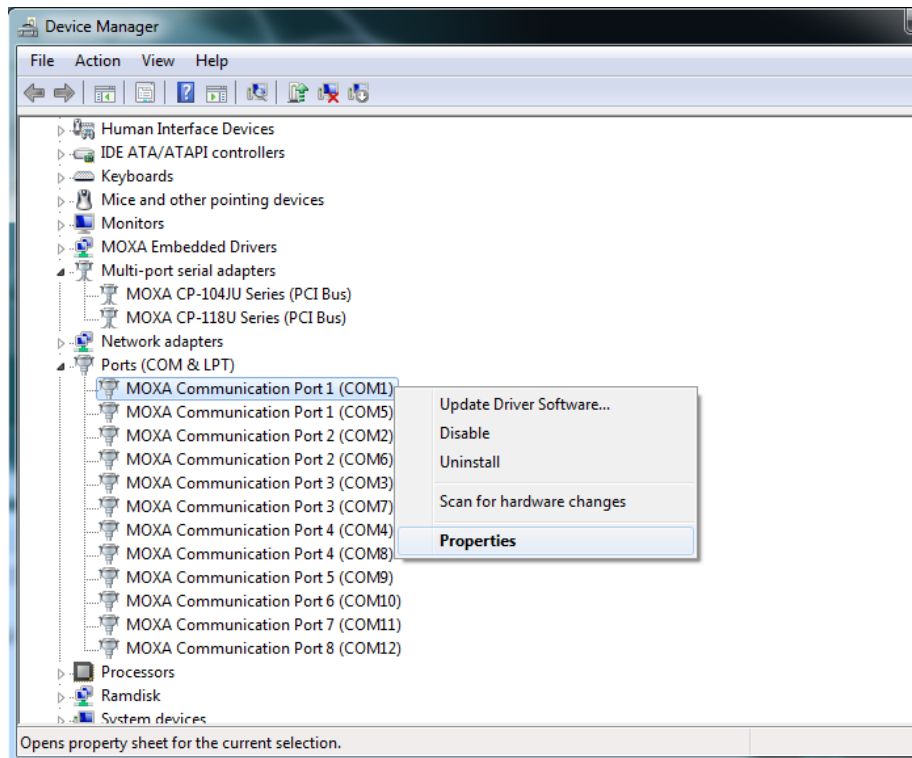 Device Manager
File Action View Help
Human Interface Devices
IDE ATA/ATAPI controllers
Keyboards
Mice and other pointing devices
Monitors
MOXA Embedded Drivers
Multi-port serial adapters
MOXA CP-104JU Series (PCI Bus)
MOXA CP-118U Series (PCI Bus)
Network adapters
Ports (COM & LPT)
MOXA Communication Port 1 (COM1)
MOXA Communication Port 1 (COM5)
MOXA Communication Port 2 (COM2)
MOXA Communication Port 2 (COM6)
MOXA Communication Port 3 (COM3)
MOXA Communication Port 3 (COM7)
MOXA Communication Port 4 (COM4)
MOXA Communication Port 4 (COM8)
MOXA Communication Port 5 (COM9)
MOXA Communication Port 6 (COM10)
MOXA Communication Port 7 (COM11)
MOXA Communication Port 8 (COM12)
Processors
Ramdisk
System devices
Update Driver Software...
Disable
Uninstall
Scan for hardware changes
Properties
Opens property sheet for the current selection.